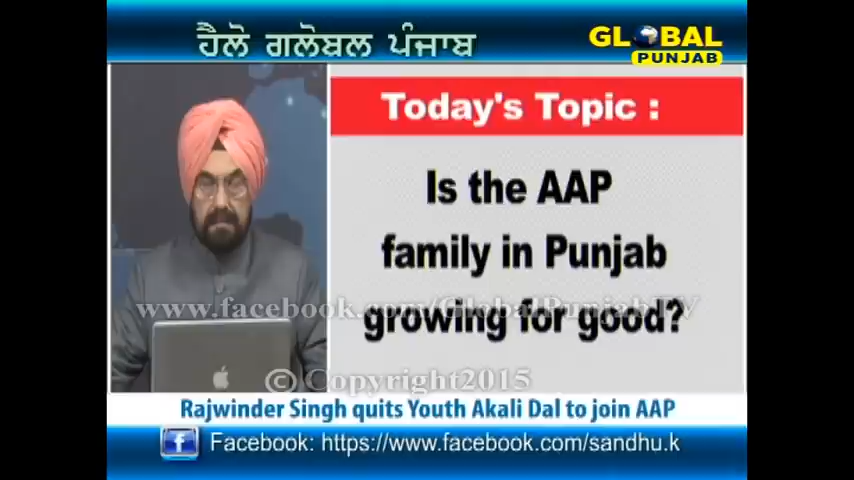 ਹੈਲੋ ਗਲੋਬਲ ਪੰਜਾਬ
GLOBAL
PUNJAB
Today's Topic :
Is the AAP
family in Punjab
growing for good?
www.facebook.com/GlobalPunjabTV
© Copyright2015
Rajwinder Singh quits Youth Akali Dal to join AAP
Facebook: https://www.facebook.com/sandhu.k